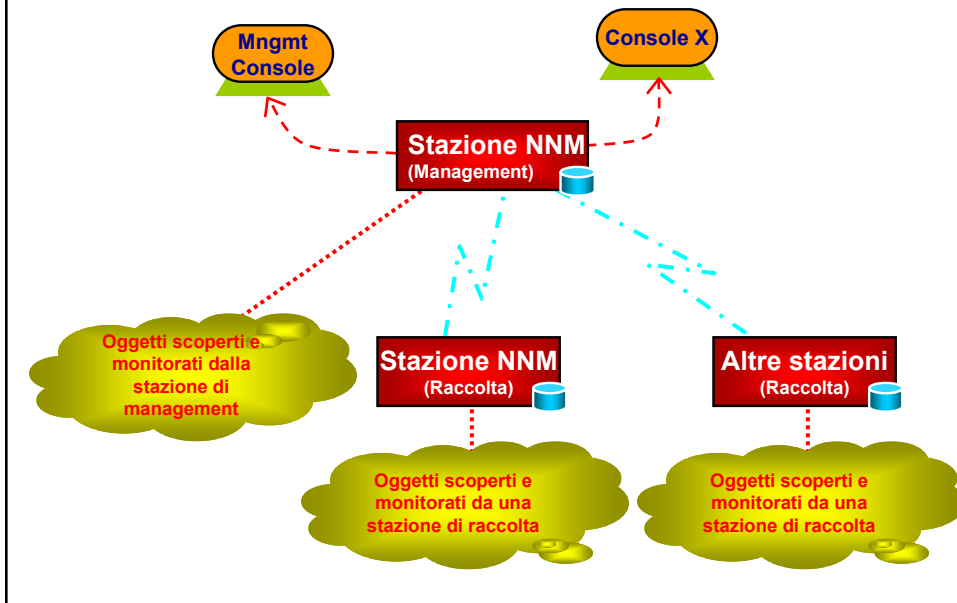 Mngmt
Console
Console X
Stazione NNM
(Management)
Oggetti scoperti e
monitorati dalla
stazione di
management
Stazione NNM
(Raccolta)
Altre stazioni
(Raccolta)
Oggetti scoperti e
monitorati da una
stazione di raccolta
Oggetti scoperti e
monitorati da una
stazione di raccolta